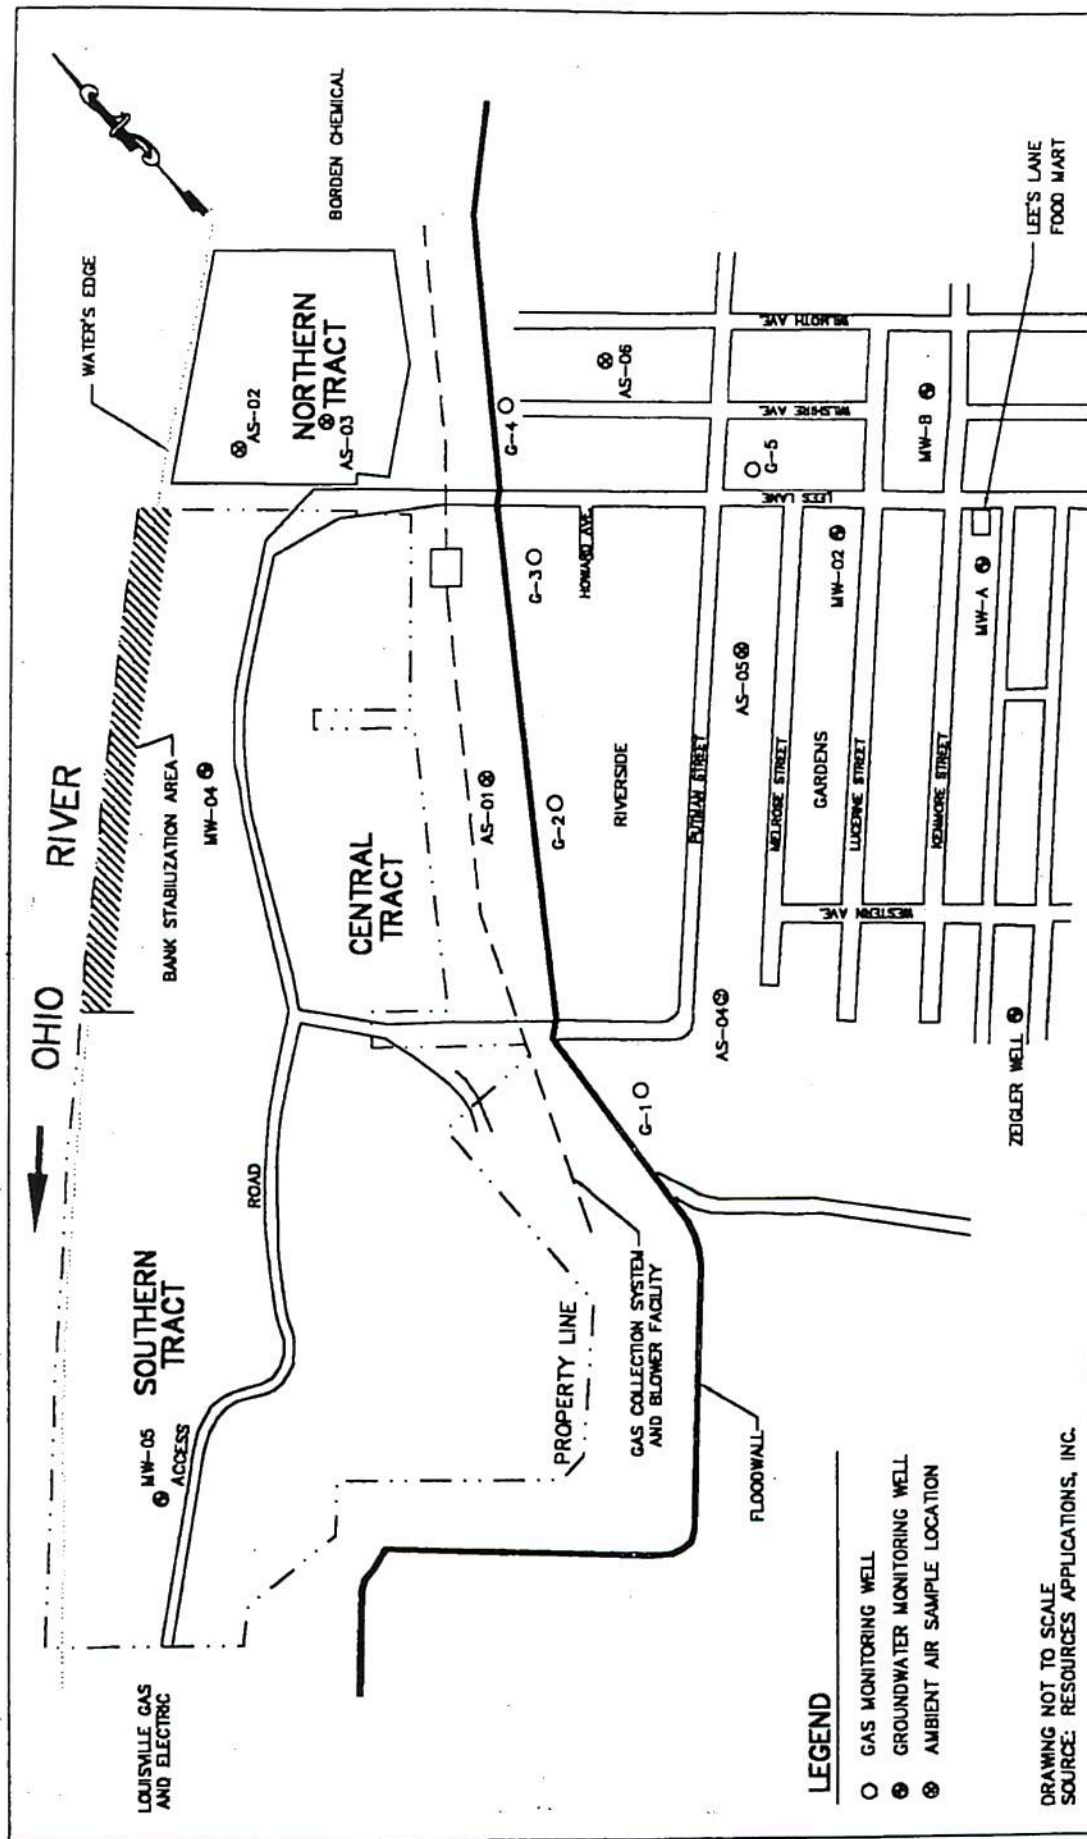 OHIO RIVER
WATER'S EDGE
BORDEN CHEMICAL
NORTHERN
TRACT
AS-02
AS-03
BANK STABILIZATION AREA
MW-04
CENTRAL
TRACT
AS-01
SOUTHERN
TRACT
ROAD
MW-05
ACCESS
LOUISVILLE GAS
AND ELECTRIC
PROPERTY LINE
GAS COLLECTION SYSTEM
AND BLOWER FACILITY
FLOODWALL
G-1
G-2
G-3
G-4
G-5
AS-04
AS-05
AS-06
RIVERSIDE
GARDENS
HOWARD AVE.
PUTMAN STREET
MELROSE STREET
LUCERNE STREET
KENMORE STREET
WESTERN AVE.
LEES LANE
WILSHIRE AVE.
WILMOTH AVE.
MW-02
MW-A
MW-B
ZEIGLER WELL
LEE'S LANE
FOOD MART
LEGEND
GAS MONITORING WELL
GROUNDWATER MONITORING WELL
AMBIENT AIR SAMPLE LOCATION
DRAWING NOT TO SCALE
SOURCE: RESOURCES APPLICATIONS, INC.